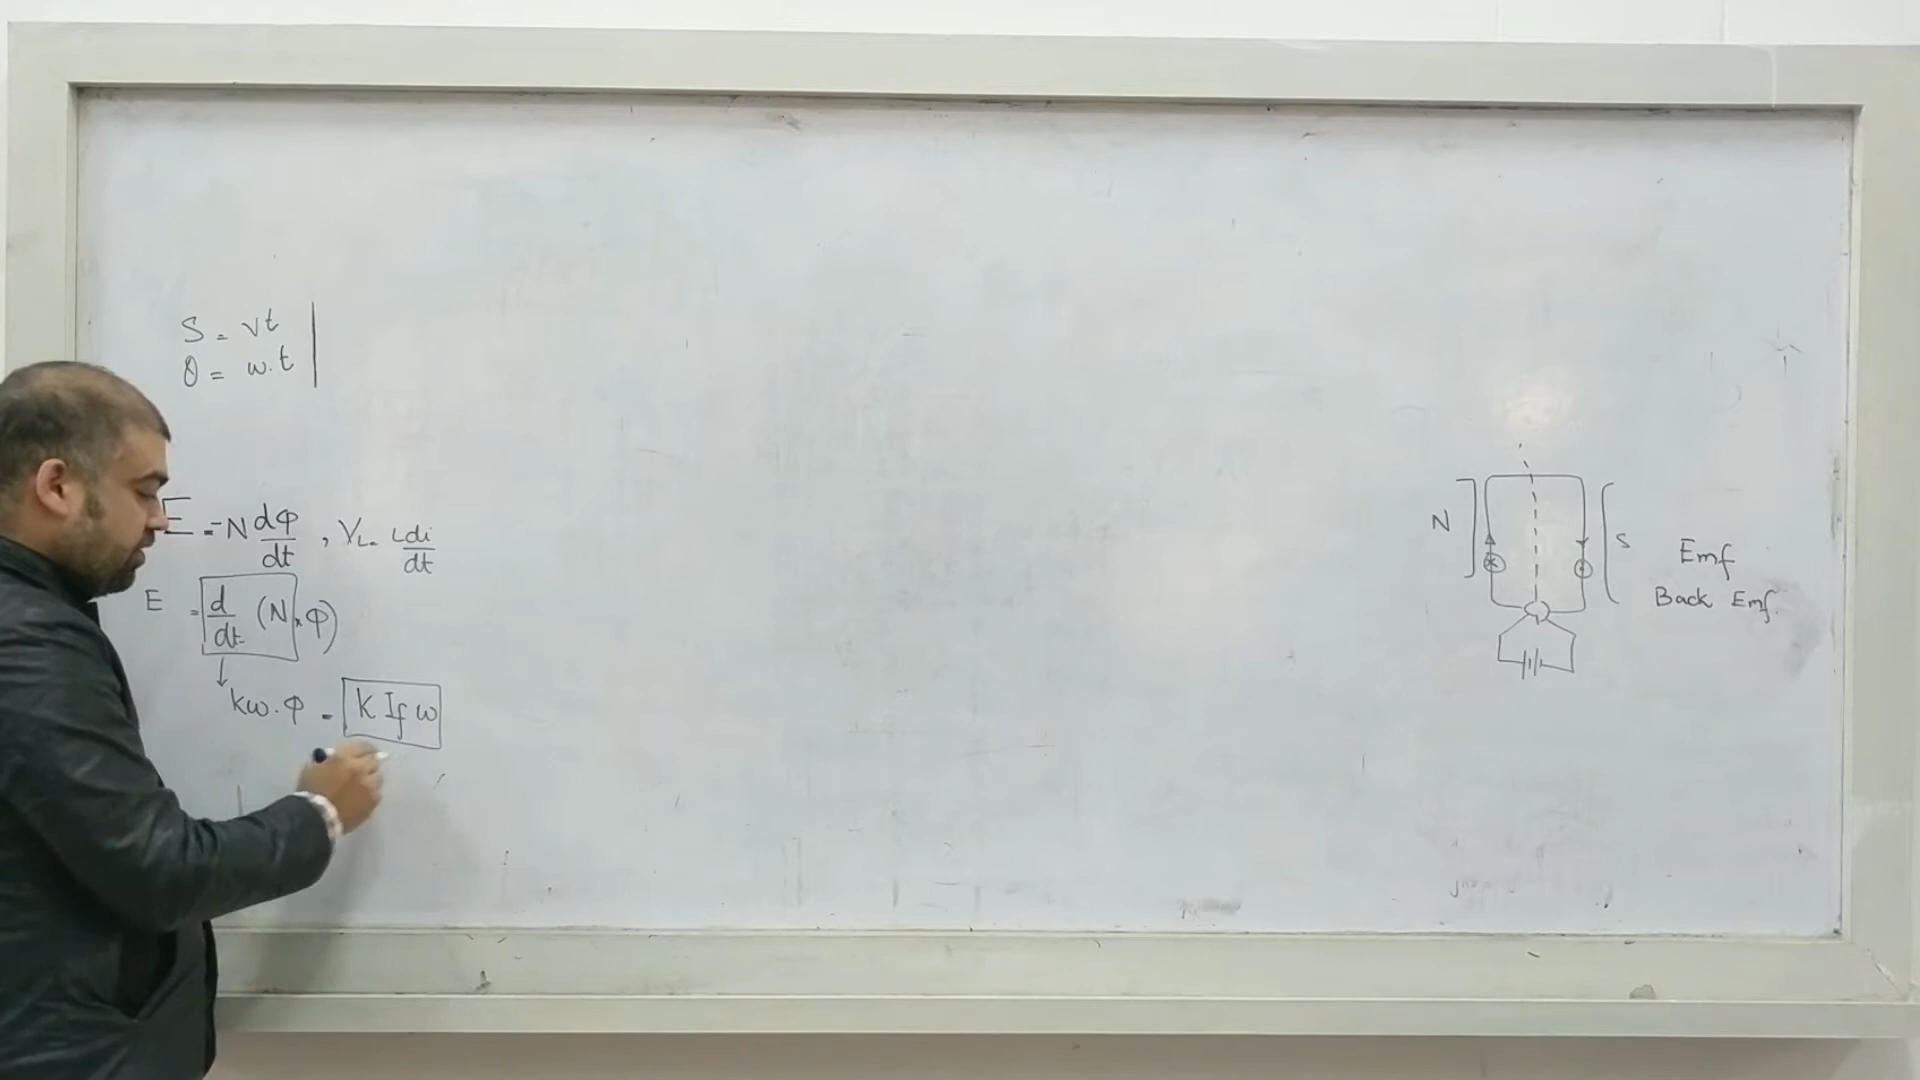 S = vt
θ = w.t
E = -N dφ/dt , VL = L di/dt
E = d/dt (N × φ)
kω.φ = k If ω
N
S
Emf
Back Emf.